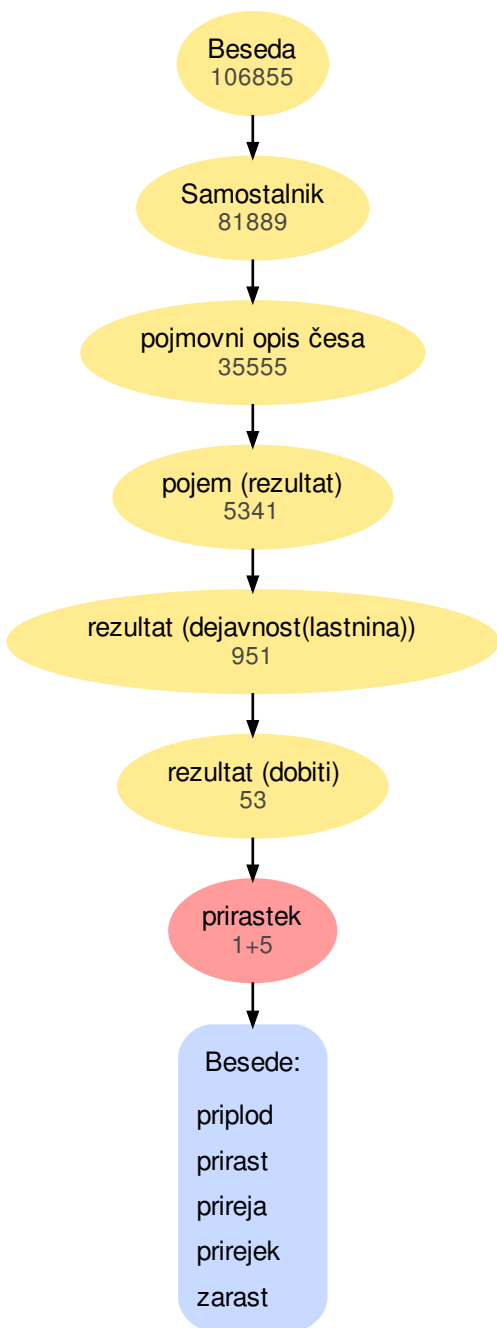 Beseda
106855
Samostalnik
81889
pojmovni opis česa
35555
pojem (rezultat)
5341
rezultat (dejavnost(lastnina))
951
rezultat (dobiti)
53
prirastek
1+5
Besede:
priplod
prirast
prireja
prirejek
zarast